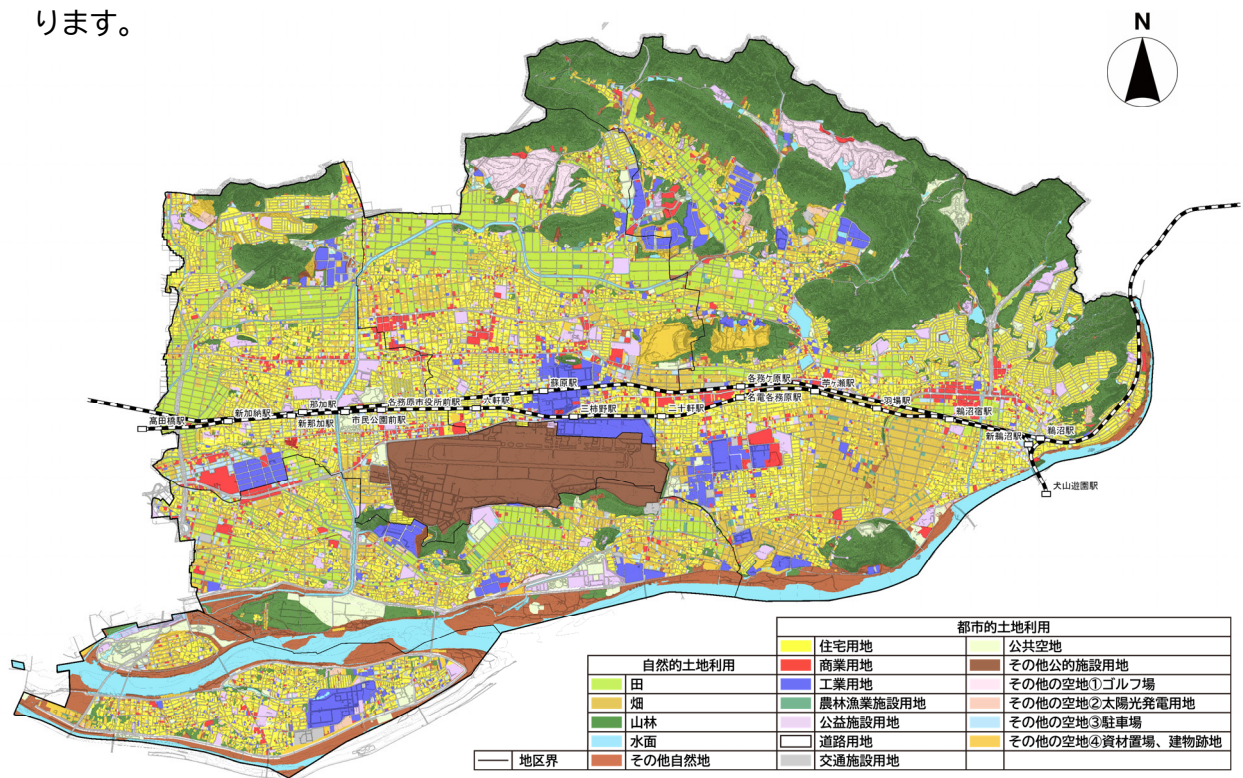 ります。
N
蘇原駅
各務ケ原駅
苧ヶ瀬駅
那加駅
各務原市役所前駅
六軒駅
名電各務原駅
羽場駅
新加納駅
三柿野駅
二十軒駅
鵜沼宿駅
高田橋駅
新那加駅
市民公園前駅
新鵜沼駅
鵜沼駅
犬山遊園駅
都市的土地利用
住宅用地
公共空地
自然的土地利用
商業用地
その他公的施設用地
田
工業用地
その他の空地①ゴルフ場
畑
農林漁業施設用地
その他の空地②太陽光発電用地
山林
公益施設用地
その他の空地③駐車場
水面
道路用地
その他の空地④資材置場、建物跡地
地区界
その他自然地
交通施設用地